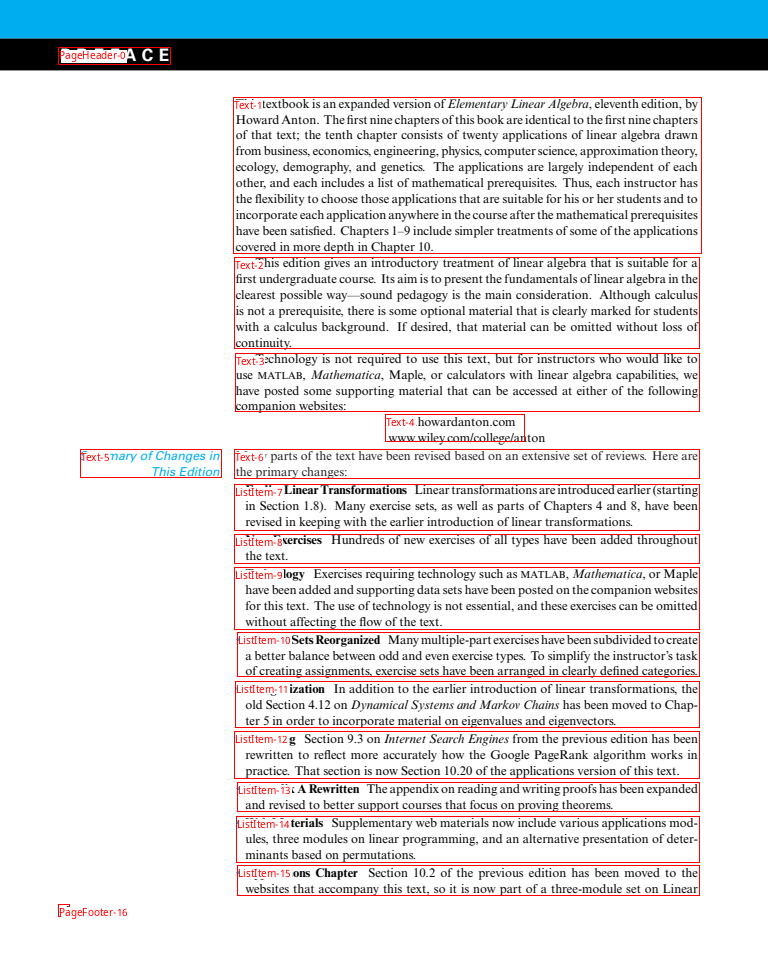 PageHeader-0 A C E
Text-1 textbook is an expanded version of Elementary Linear Algebra, eleventh edition, by
Howard Anton. The first nine chapters of this book are identical to the first nine chapters
of that text; the tenth chapter consists of twenty applications of linear algebra drawn
from business, economics, engineering, physics, computer science, approximation theory,
ecology, demography, and genetics. The applications are largely independent of each
other, and each includes a list of mathematical prerequisites. Thus, each instructor has
the flexibility to choose those applications that are suitable for his or her students and to
incorporate each application anywhere in the course after the mathematical prerequisites
have been satisfied. Chapters 1–9 include simpler treatments of some of the applications
covered in more depth in Chapter 10.
Text-2 This edition gives an introductory treatment of linear algebra that is suitable for a
first undergraduate course. Its aim is to present the fundamentals of linear algebra in the
clearest possible way—sound pedagogy is the main consideration. Although calculus
is not a prerequisite, there is some optional material that is clearly marked for students
with a calculus background. If desired, that material can be omitted without loss of
continuity.
Text-3 Technology is not required to use this text, but for instructors who would like to
use MATLAB, Mathematica, Maple, or calculators with linear algebra capabilities, we
have posted some supporting material that can be accessed at either of the following
companion websites:
Text-4 howardanton.com
www.wiley.com/college/anton
Text-5 mary of Changes in
This Edition
Text-6 parts of the text have been revised based on an extensive set of reviews. Here are
the primary changes:
ListItem-7 Linear Transformations Linear transformations are introduced earlier (starting
in Section 1.8). Many exercise sets, as well as parts of Chapters 4 and 8, have been
revised in keeping with the earlier introduction of linear transformations.
ListItem-8 Exercises Hundreds of new exercises of all types have been added throughout
the text.
ListItem-9 logy Exercises requiring technology such as MATLAB, Mathematica, or Maple
have been added and supporting data sets have been posted on the companion websites
for this text. The use of technology is not essential, and these exercises can be omitted
without affecting the flow of the text.
ListItem-10 Sets Reorganized Many multiple-part exercises have been subdivided to create
a better balance between odd and even exercise types. To simplify the instructor's task
of creating assignments, exercise sets have been arranged in clearly defined categories.
ListItem-11 ization In addition to the earlier introduction of linear transformations, the
old Section 4.12 on Dynamical Systems and Markov Chains has been moved to Chap-
ter 5 in order to incorporate material on eigenvalues and eigenvectors.
ListItem-12 g Section 9.3 on Internet Search Engines from the previous edition has been
rewritten to reflect more accurately how the Google PageRank algorithm works in
practice. That section is now Section 10.20 of the applications version of this text.
ListItem-13 A Rewritten The appendix on reading and writing proofs has been expanded
and revised to better support courses that focus on proving theorems.
ListItem-14 terials Supplementary web materials now include various applications mod-
ules, three modules on linear programming, and an alternative presentation of deter-
minants based on permutations.
ListItem-15 ons Chapter Section 10.2 of the previous edition has been moved to the
websites that accompany this text, so it is now part of a three-module set on Linear
PageFooter-16